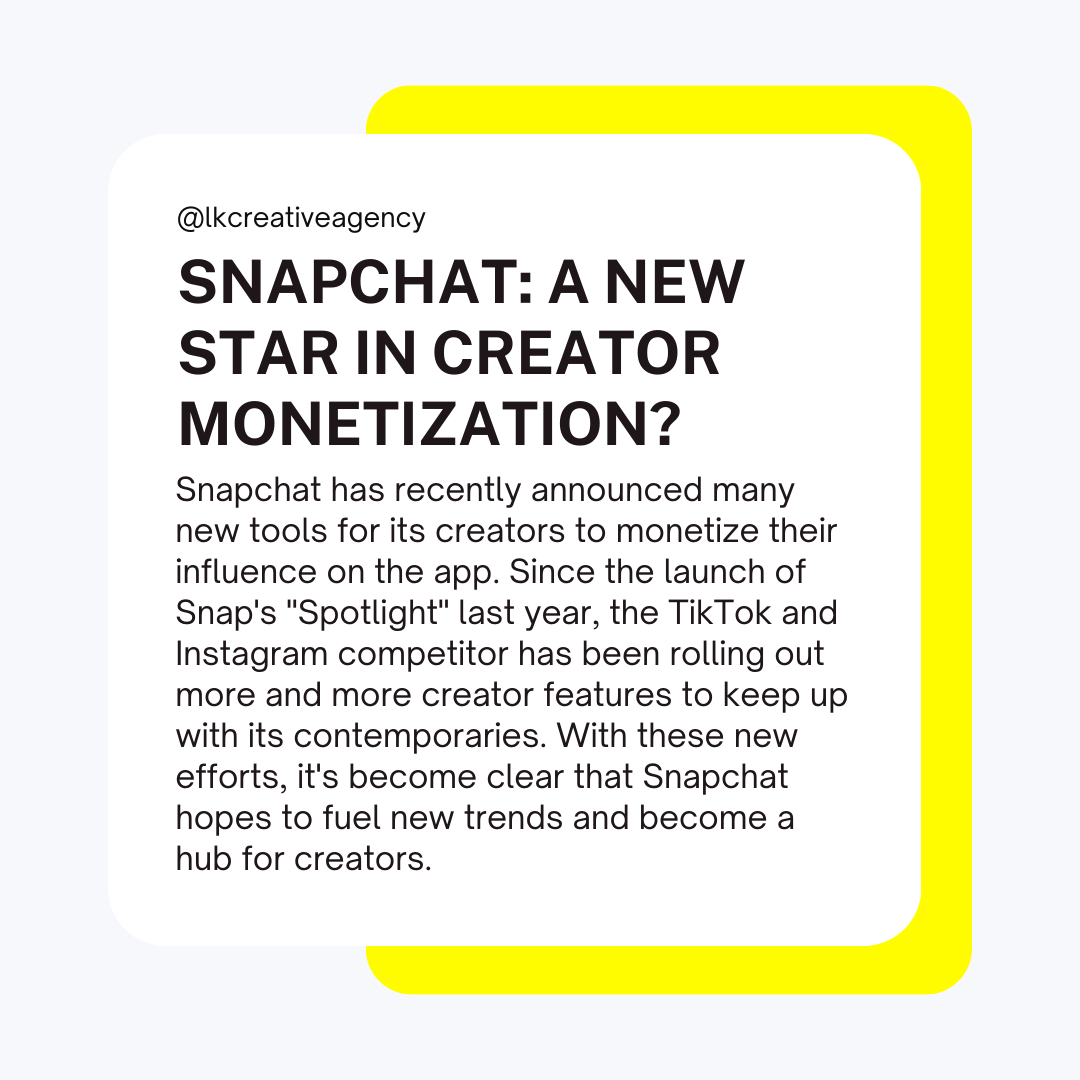 @lkcreativeagency
SNAPCHAT: A NEW
STAR IN CREATOR
MONETIZATION?
Snapchat has recently announced many
new tools for its creators to monetize their
influence on the app. Since the launch of
Snap's "Spotlight" last year, the TikTok and
Instagram competitor has been rolling out
more and more creator features to keep up
with its contemporaries. With these new
efforts, it's become clear that Snapchat
hopes to fuel new trends and become a
hub for creators.